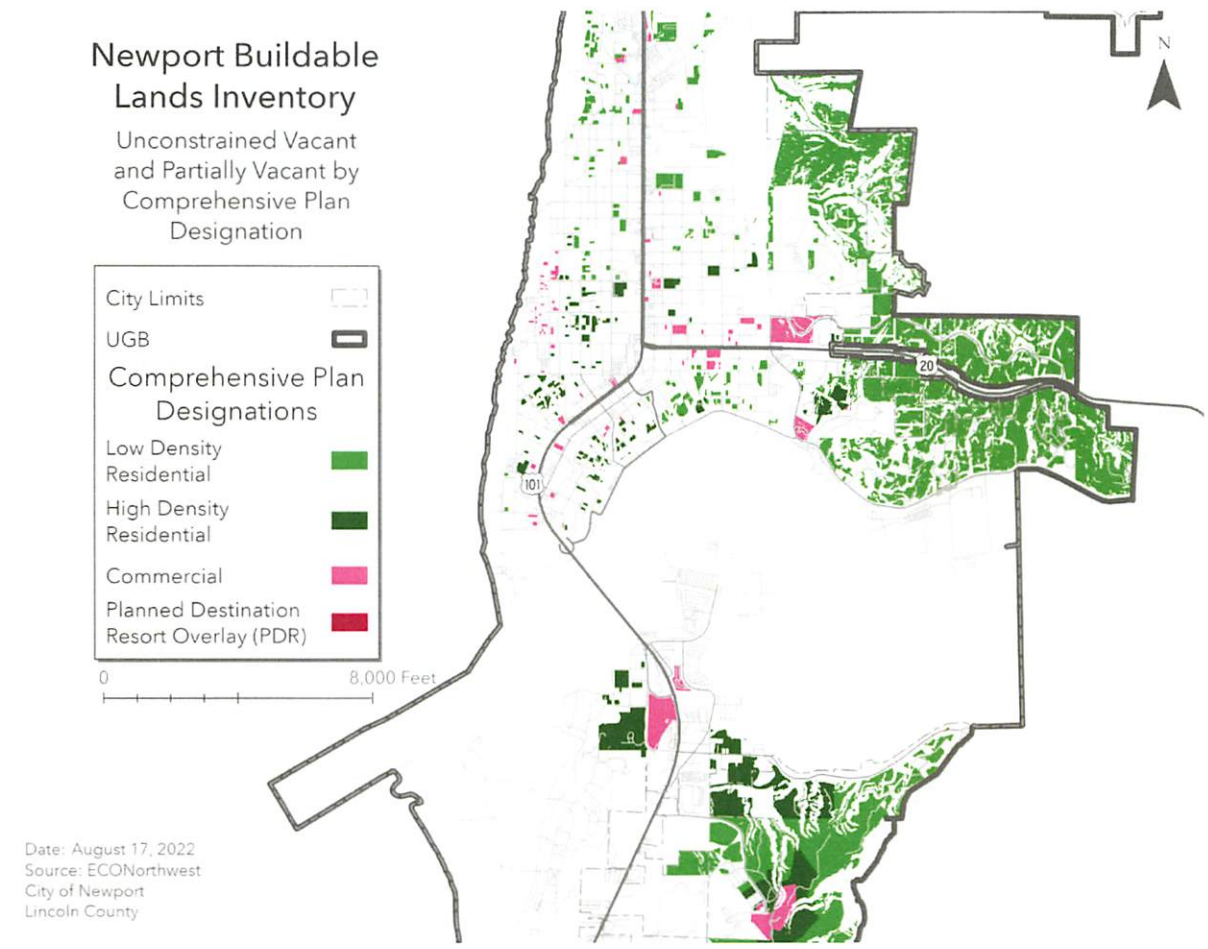 Newport Buildable
Lands Inventory
Unconstrained Vacant
and Partially Vacant by
Comprehensive Plan
Designation
City Limits
UGB
Comprehensive Plan
Designations
Low Density
Residential
High Density
Residential
Commercial
Planned Destination
Resort Overlay (PDR)
0 8,000 Feet
Date: August 17, 2022
Source: ECONorthwest
City of Newport
Lincoln County
N
20
101